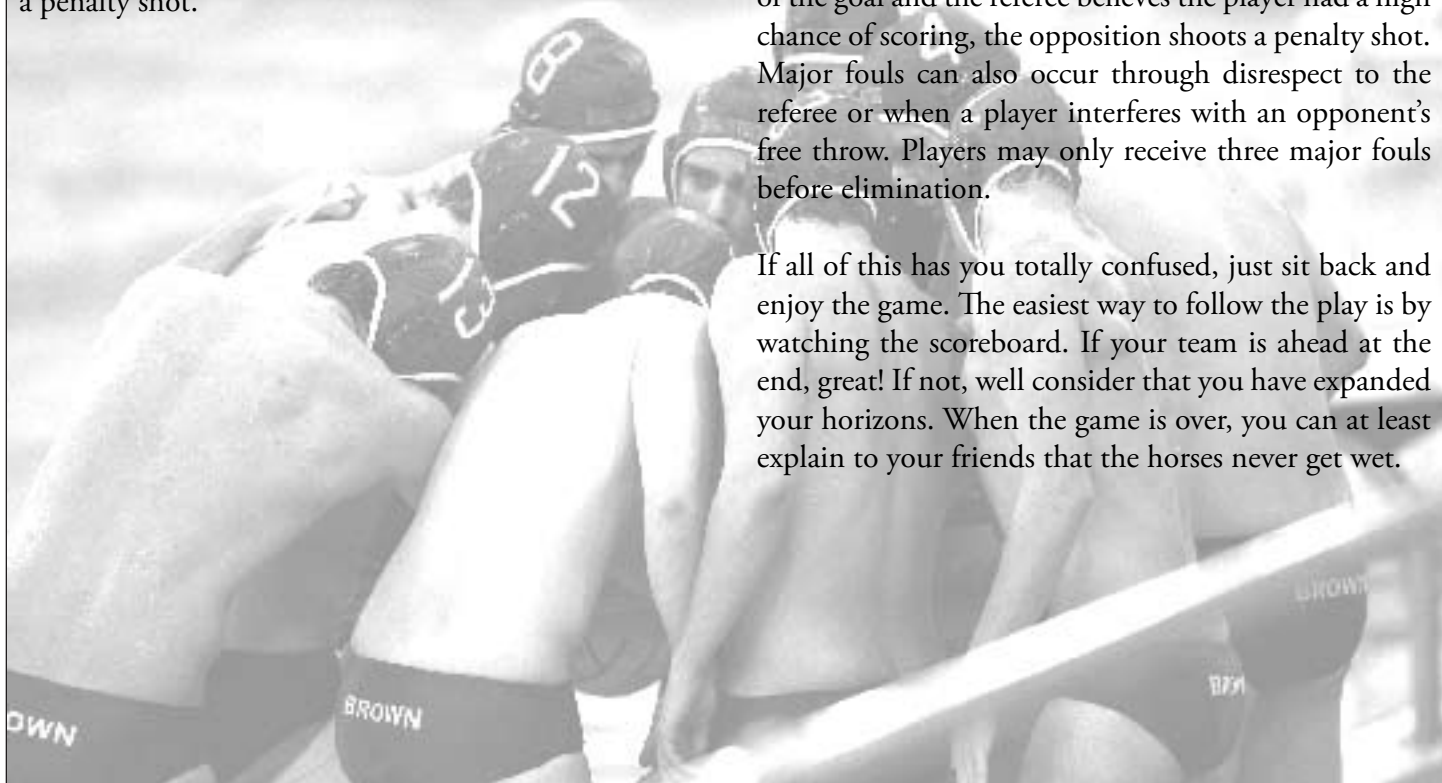 a penalty shot.
of the goal and the referee believes the player had a high
chance of scoring, the opposition shoots a penalty shot.
Major fouls can also occur through disrespect to the
referee or when a player interferes with an opponent's
free throw. Players may only receive three major fouls
before elimination.
If all of this has you totally confused, just sit back and
enjoy the game. The easiest way to follow the play is by
watching the scoreboard. If your team is ahead at the
end, great! If not, well consider that you have expanded
your horizons. When the game is over, you can at least
explain to your friends that the horses never get wet.
8
12
13
BROWN
BROWN
OWN